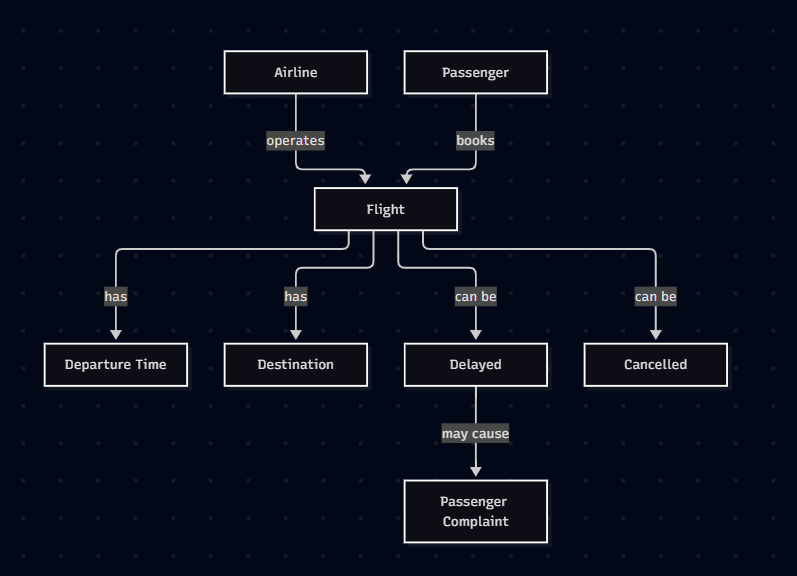 Airline
Passenger
operates
books
Flight
has
has
can be
can be
Departure Time
Destination
Delayed
Cancelled
may cause
Passenger
Complaint